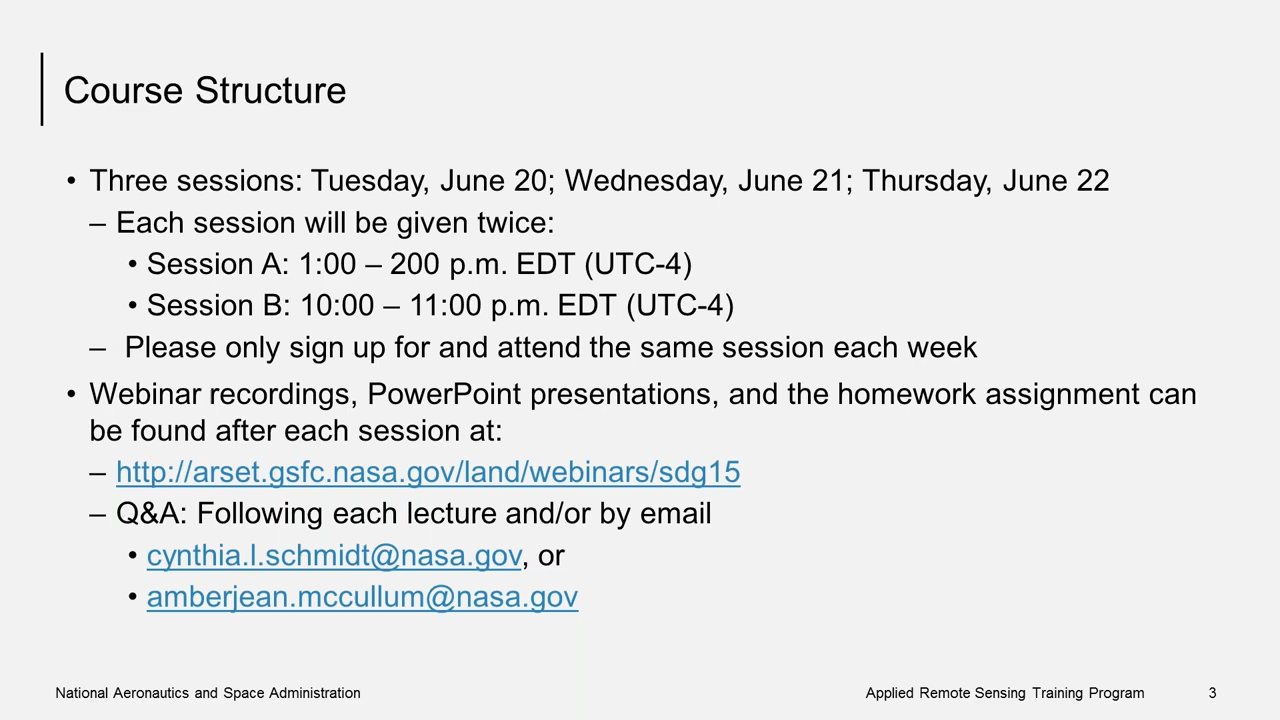 Course Structure
• Three sessions: Tuesday, June 20; Wednesday, June 21; Thursday, June 22
– Each session will be given twice:
• Session A: 1:00 – 200 p.m. EDT (UTC-4)
• Session B: 10:00 – 11:00 p.m. EDT (UTC-4)
– Please only sign up for and attend the same session each week
• Webinar recordings, PowerPoint presentations, and the homework assignment can
be found after each session at:
– http://arset.gsfc.nasa.gov/land/webinars/sdg15
– Q&A: Following each lecture and/or by email
• cynthia.l.schmidt@nasa.gov, or
• amberjean.mccullum@nasa.gov
National Aeronautics and Space Administration
Applied Remote Sensing Training Program
3